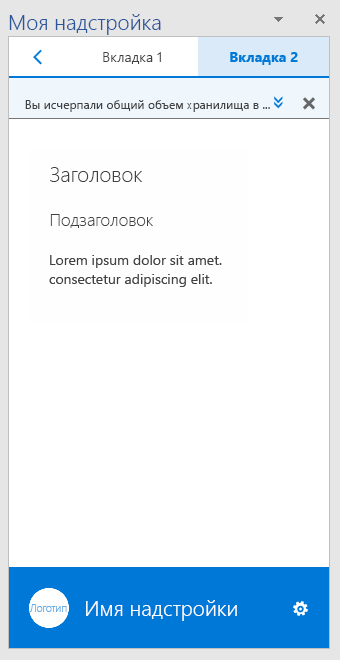 Моя надстройка
Вкладка 1
Вкладка 2
Вы исчерпали общий объем хранилища в ...
Заголовок
Подзаголовок
Lorem ipsum dolor sit amet.
consectetur adipiscing elit.
Логотип
Имя надстройки